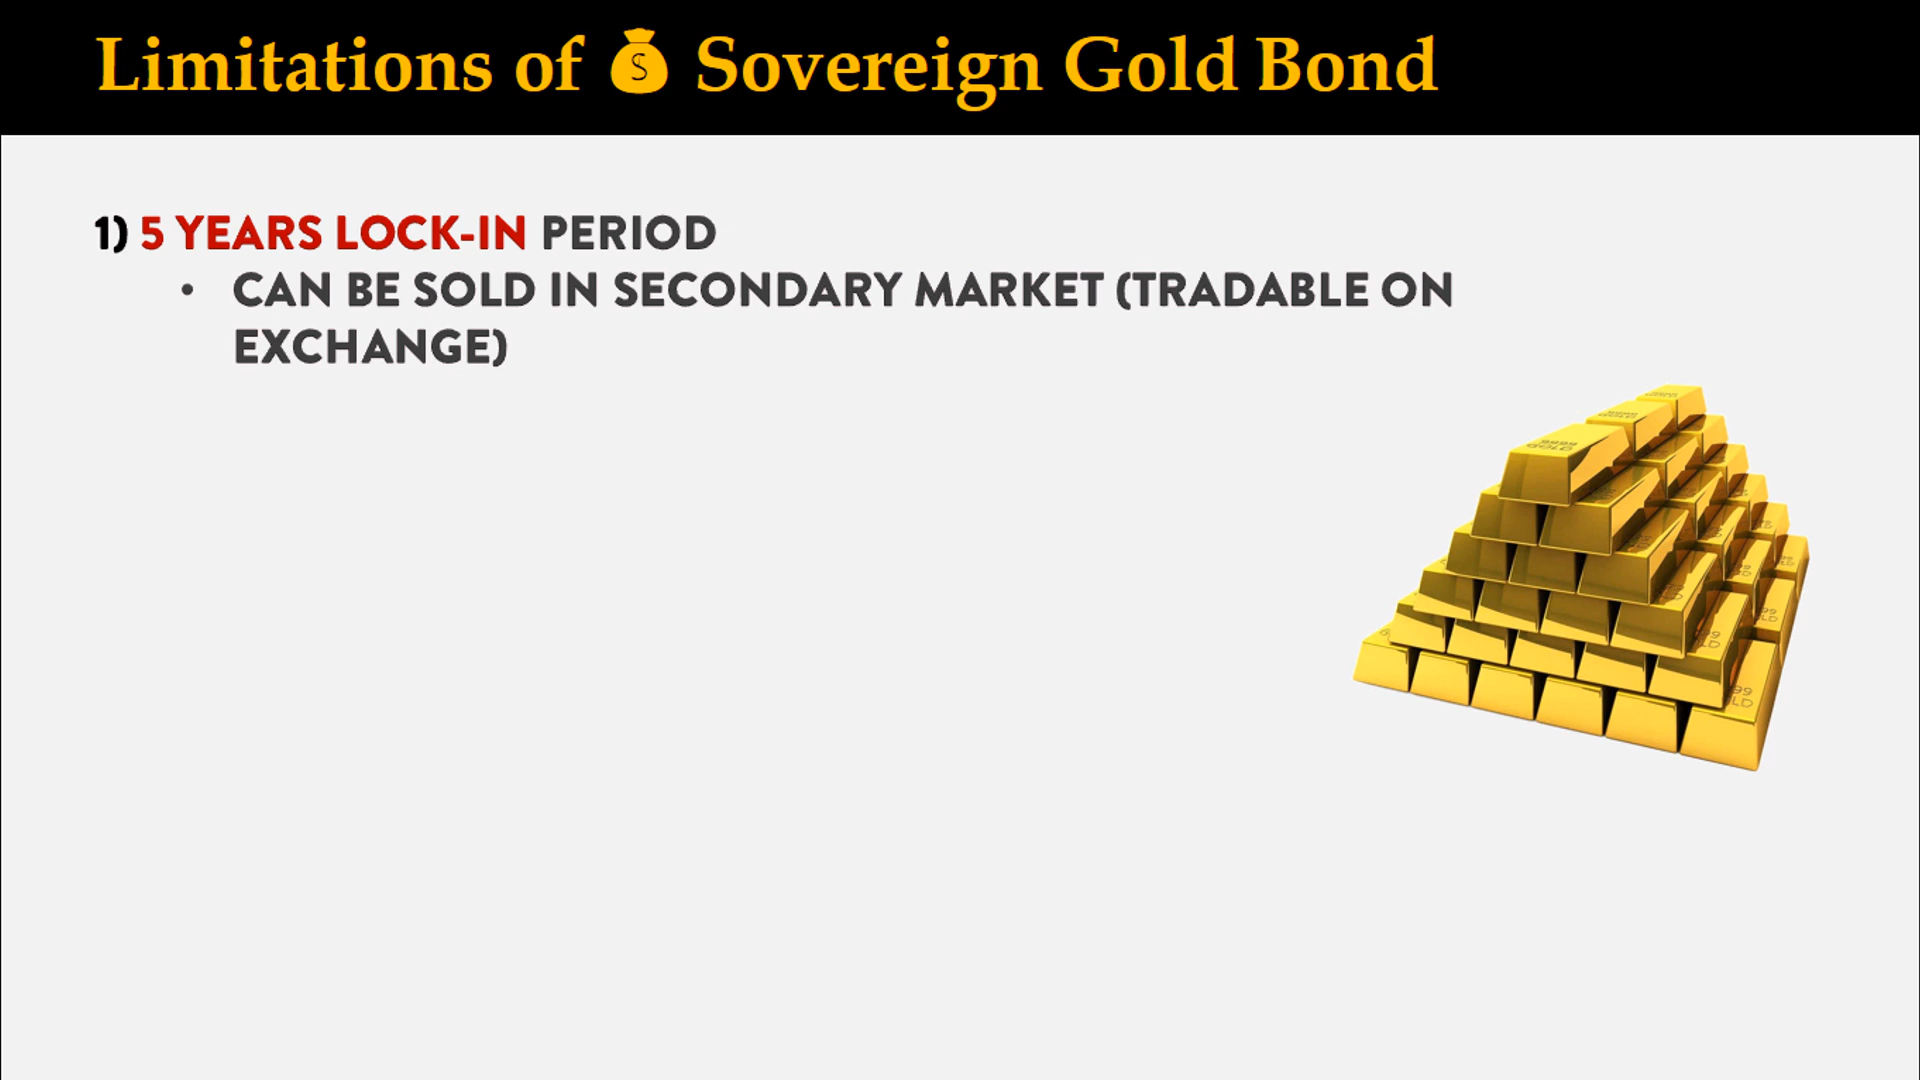 Limitations of 💰 Sovereign Gold Bond
1) 5 YEARS LOCK-IN PERIOD
• CAN BE SOLD IN SECONDARY MARKET (TRADABLE ON
EXCHANGE)